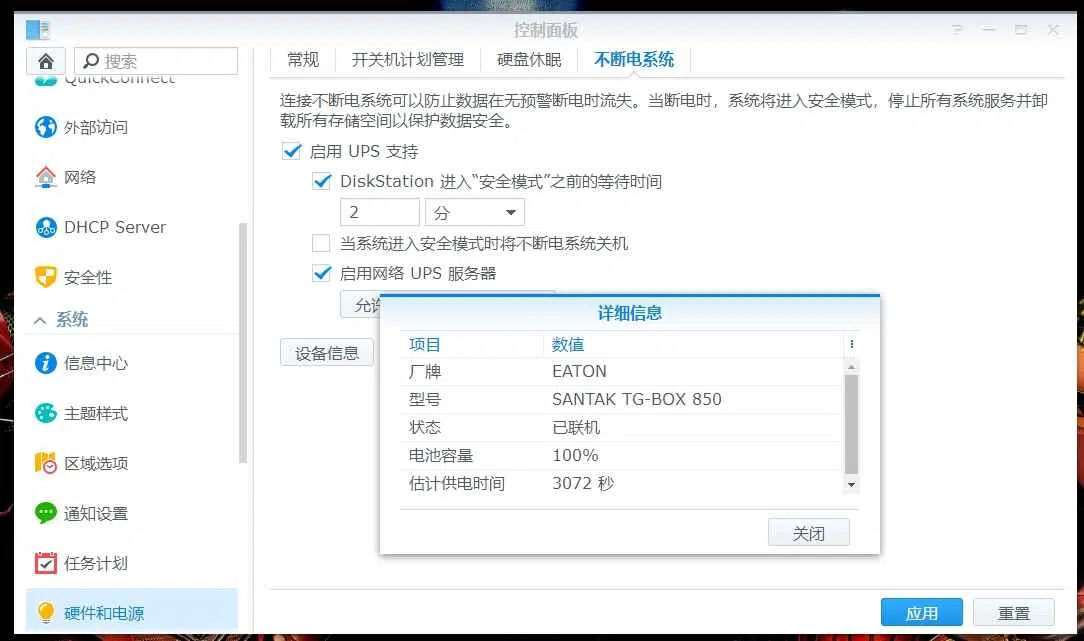 控制面板
搜索
QuickConnect
外部访问
网络
DHCP Server
安全性
系统
信息中心
主题样式
区域选项
通知设置
任务计划
硬件和电源
常规
开关机计划管理
硬盘休眠
不断电系统
连接不断电系统可以防止数据在无预警断电时流失。当断电时，系统将进入安全模式，停止所有系统服务并卸
载所有存储空间以保护数据安全。
启用 UPS 支持
DiskStation 进入“安全模式”之前的等待时间
2
分
当系统进入安全模式时将不断电系统关机
启用网络 UPS 服务器
允许
设备信息
详细信息
项目 数值
厂牌 EATON
型号 SANTAK TG-BOX 850
状态 已联机
电池容量 100%
估计供电时间 3072 秒
关闭
应用
重置